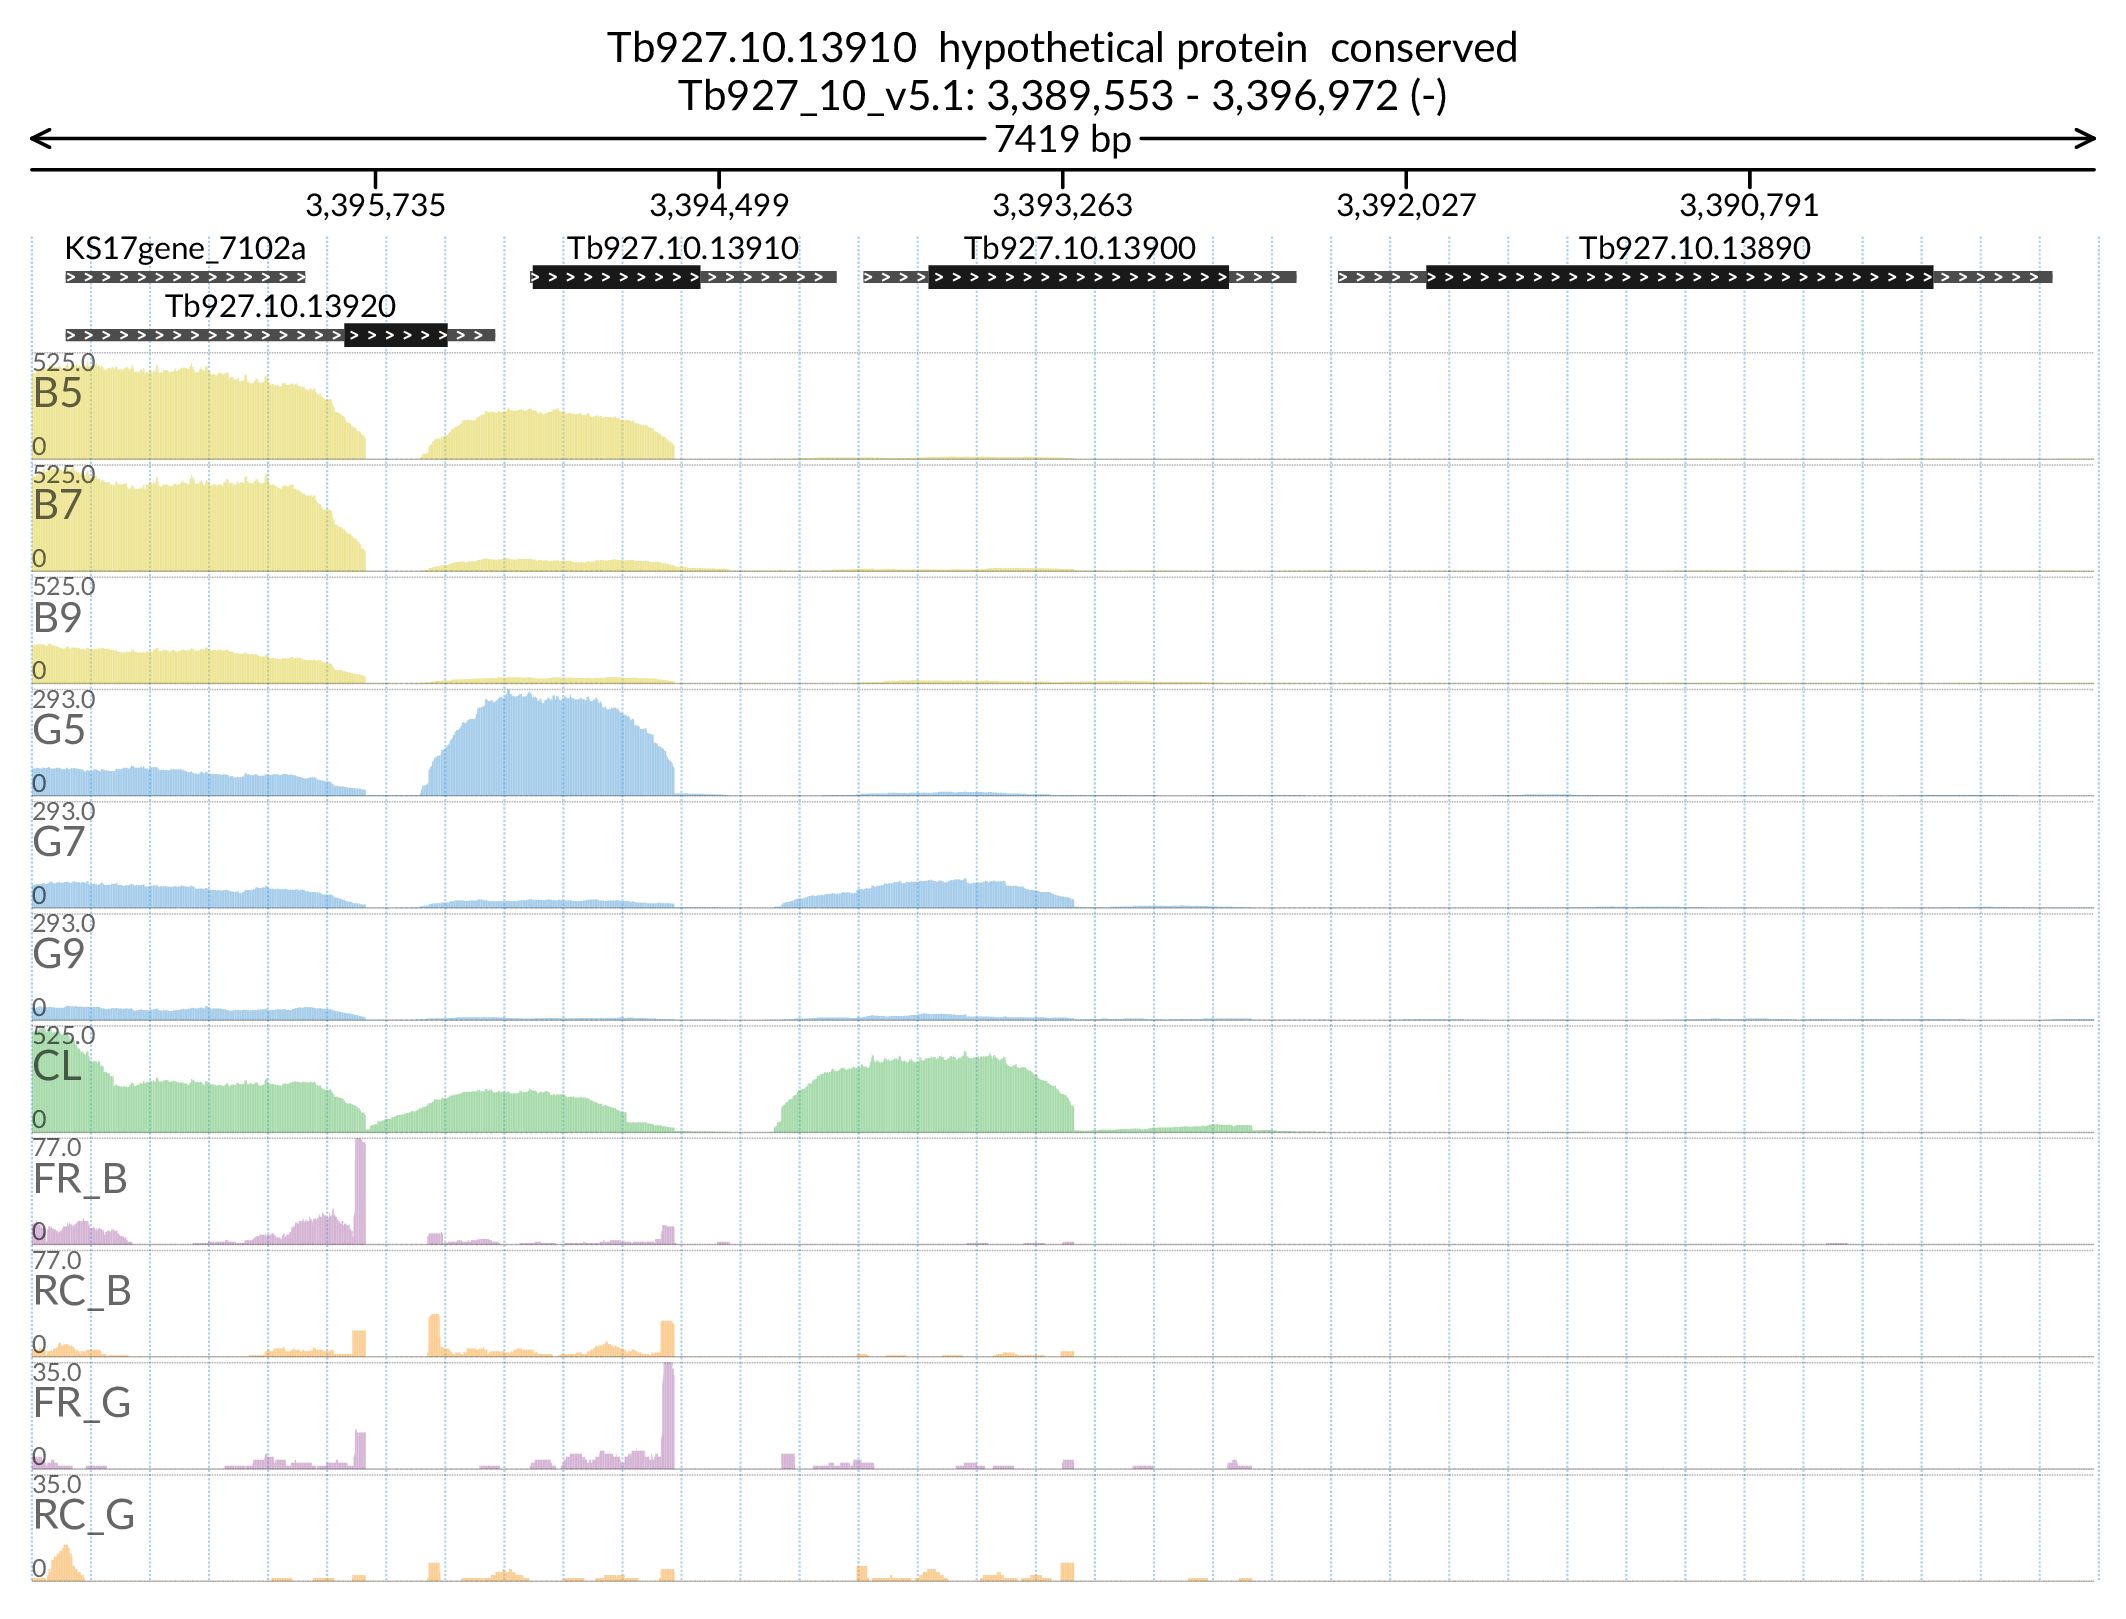 Tb927.10.13910 hypothetical protein conserved
Tb927_10_v5.1: 3,389,553 - 3,396,972 (-)
7419 bp
3,395,735 3,394,499 3,393,263 3,392,027 3,390,791
KS17gene_7102a Tb927.10.13910 Tb927.10.13900 Tb927.10.13890
Tb927.10.13920
525.0
B5
0
525.0
B7
0
525.0
B9
0
293.0
G5
0
293.0
G7
0
293.0
G9
0
525.0
CL
0
77.0
FR_B
0
77.0
RC_B
0
35.0
FR_G
0
35.0
RC_G
0